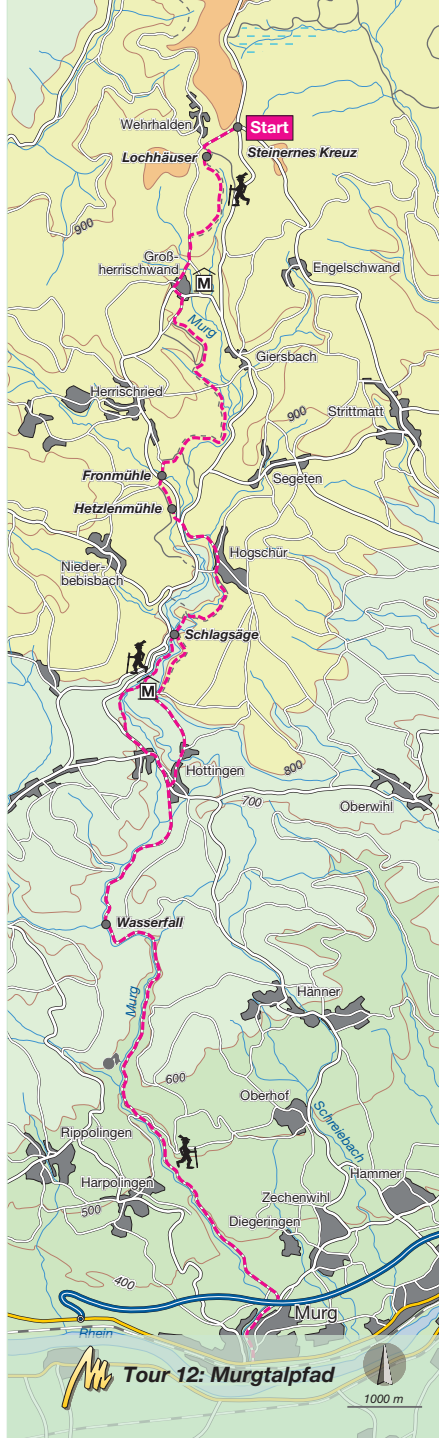 Wehrhalden
Start
Lochhäuser
Steinernes Kreuz
900
Groß-
herrischwand
M
Engelschwand
Murg
Giersbach
Herrischried
900
Strittmatt
Fronmühle
Segeten
Hetzlenmühle
Hogschür
Nieder-
bebisbach
Schlagsäge
M
Hottingen
800
700
Oberwihl
Wasserfall
Murg
Hänner
600
Oberhof
Schreiebach
Rippolingen
Harpolingen
Hammer
Zechenwihl
500
Diegeringen
400
Murg
Rhein
Tour 12: Murgtalpfad
1000 m